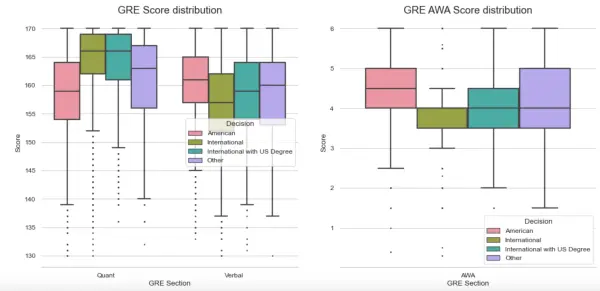 GRE Score distribution
170
165
160
155
150
145
140
135
130
Score
Quant
Verbal
GRE Section
Decision
American
International
International with US Degree
Other
GRE AWA Score distribution
6
5
4
3
2
1
Score
AWA
GRE Section
Decision
American
International
International with US Degree
Other